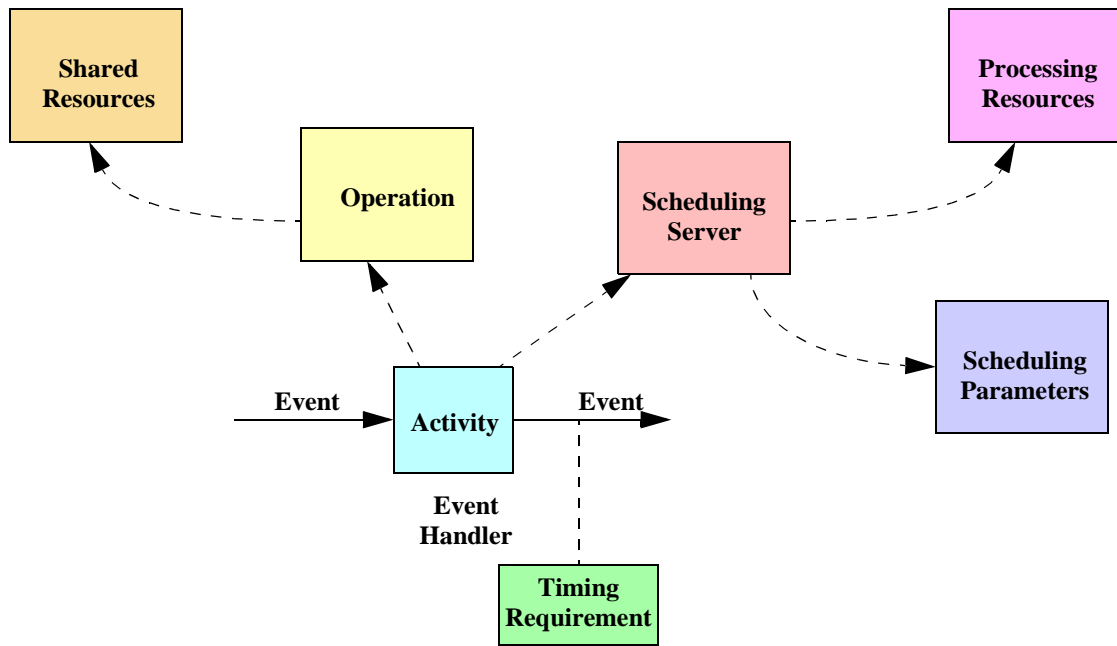 Shared
Resources
Processing
Resources
Operation
Scheduling
Server
Scheduling
Parameters
Event
Activity
Event
Event
Handler
Timing
Requirement